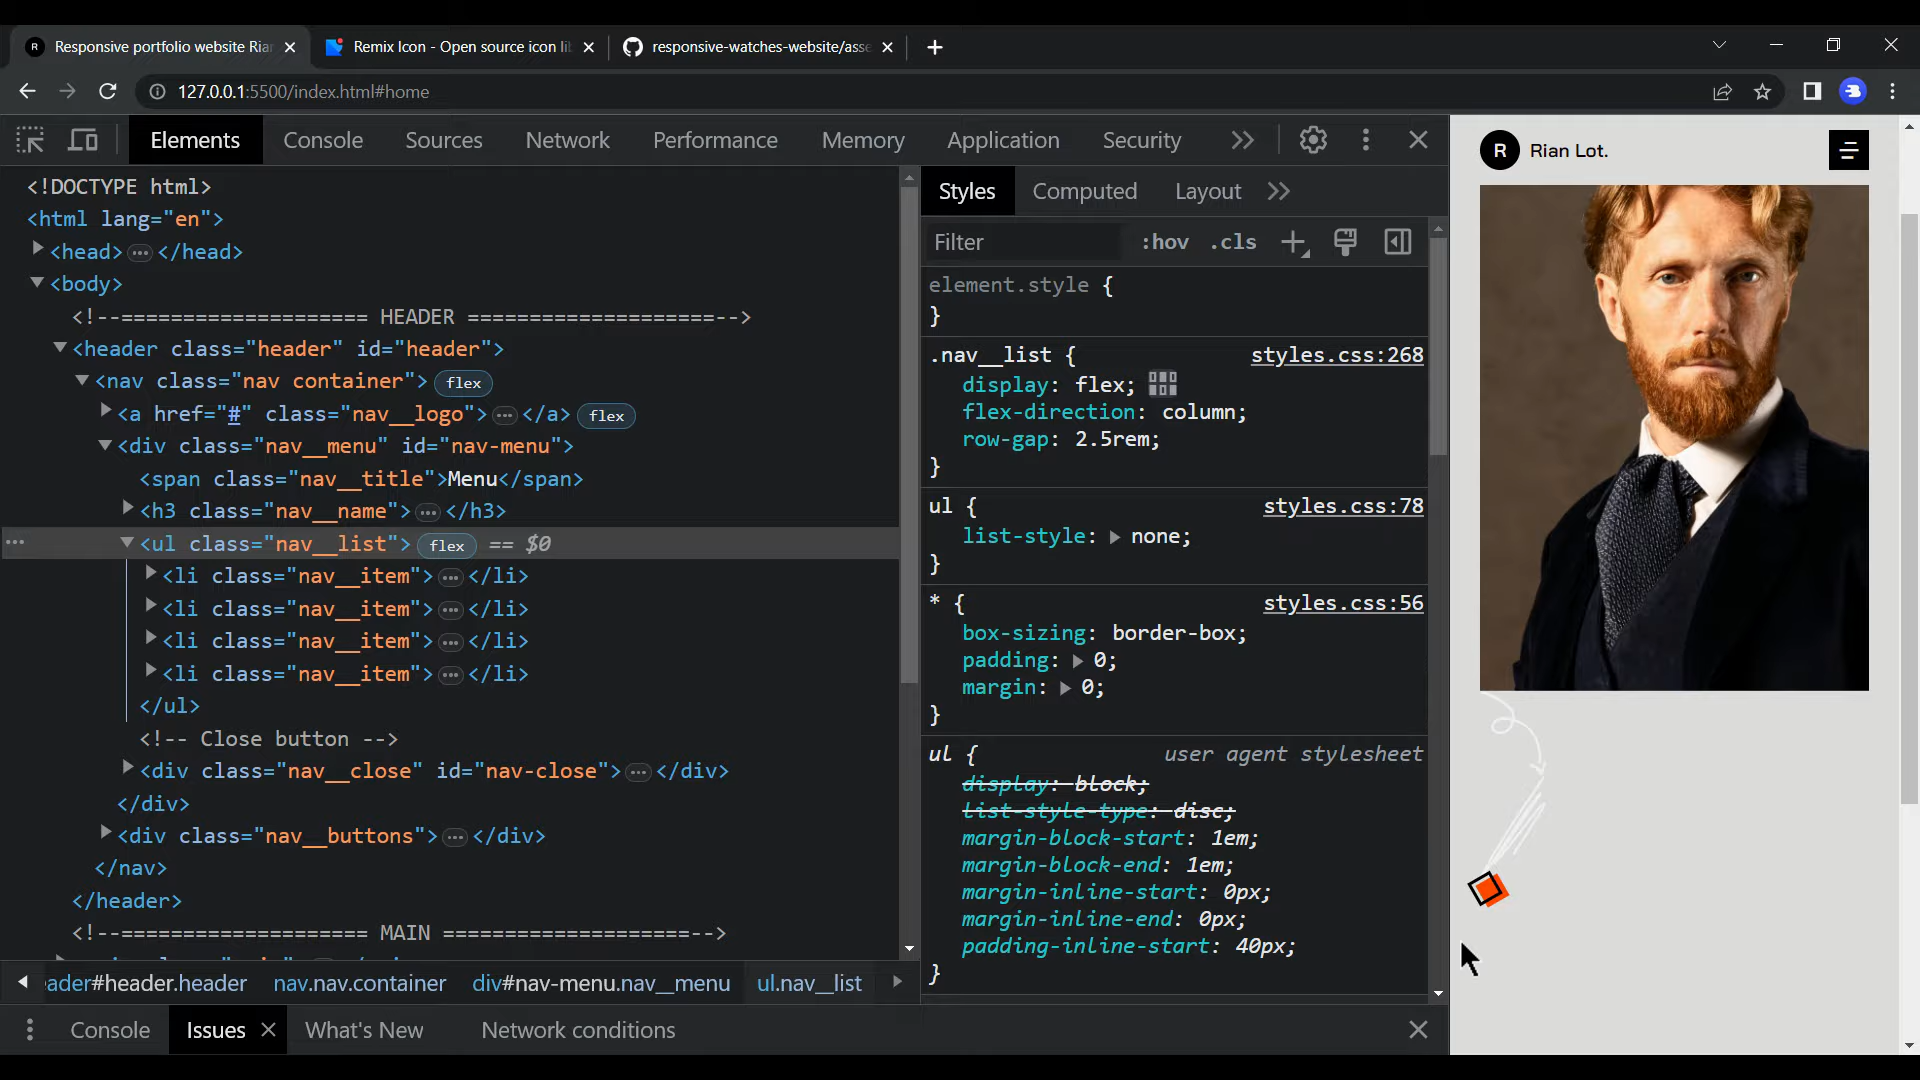 R Responsive portfolio website Ria
Remix Icon - Open source icon li
responsive-watches-website/asse
127.0.0.1:5500/index.html#home
Elements Console Sources Network Performance Memory Application Security
<!DOCTYPE html>
<html lang="en">
<head> ⋯ </head>
<body>
<!--==================== HEADER ====================-->
<header class="header" id="header">
<nav class="nav container"> flex
<a href="#" class="nav__logo"> ⋯ </a> flex
<div class="nav__menu" id="nav-menu">
<span class="nav__title">Menu</span>
<h3 class="nav__name"> ⋯ </h3>
<ul class="nav__list"> flex == $0
<li class="nav__item"> ⋯ </li>
<li class="nav__item"> ⋯ </li>
<li class="nav__item"> ⋯ </li>
<li class="nav__item"> ⋯ </li>
</ul>
<!-- Close button -->
<div class="nav__close" id="nav-close"> ⋯ </div>
</div>
<div class="nav__buttons"> ⋯ </div>
</nav>
</header>
<!--==================== MAIN ====================-->
eader#header.header nav.nav.container div#nav-menu.nav__menu ul.nav__list
Styles Computed Layout
Filter :hov .cls
element.style {
}
.nav__list { styles.css:268
display: flex;
flex-direction: column;
row-gap: 2.5rem;
}
ul { styles.css:78
list-style: none;
}
* { styles.css:56
box-sizing: border-box;
padding: 0;
margin: 0;
}
ul { user agent stylesheet
display: block;
list-style-type: disc;
margin-block-start: 1em;
margin-block-end: 1em;
margin-inline-start: 0px;
margin-inline-end: 0px;
padding-inline-start: 40px;
}
Console Issues What's New Network conditions
R Rian Lot.